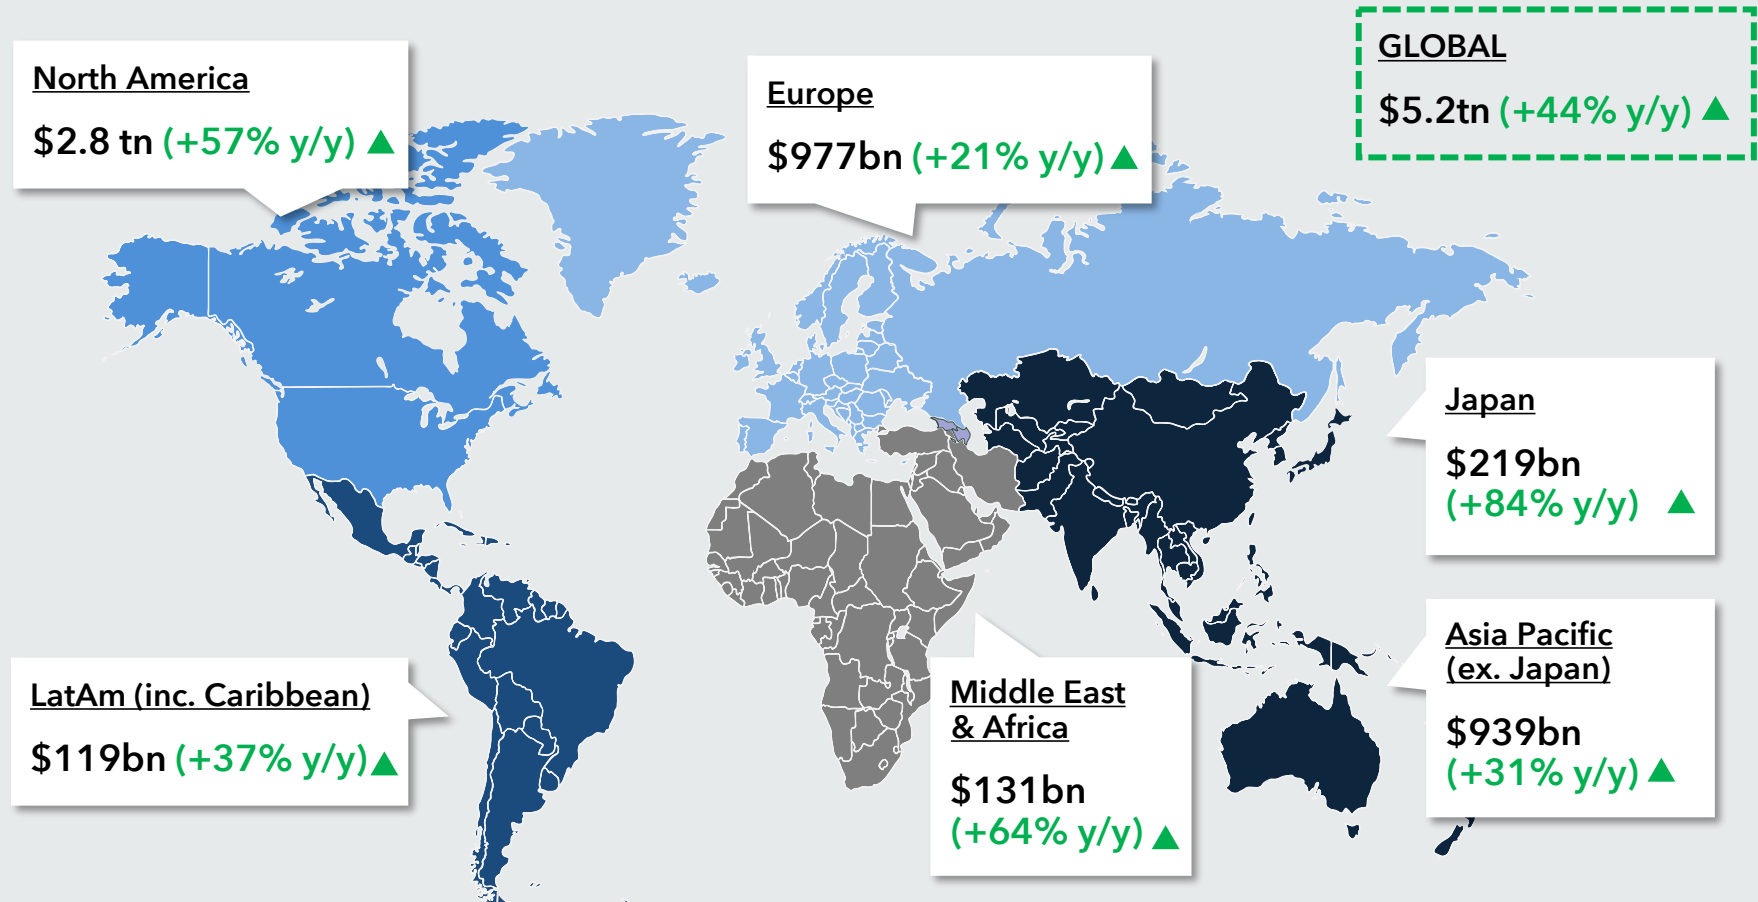 GLOBAL
$5.2tn (+44% y/y) ▲
North America
$2.8 tn (+57% y/y) ▲
Europe
$977bn (+21% y/y) ▲
Japan
$219bn
(+84% y/y) ▲
Asia Pacific
(ex. Japan)
$939bn
(+31% y/y) ▲
LatAm (inc. Caribbean)
$119bn (+37% y/y) ▲
Middle East
& Africa
$131bn
(+64% y/y) ▲